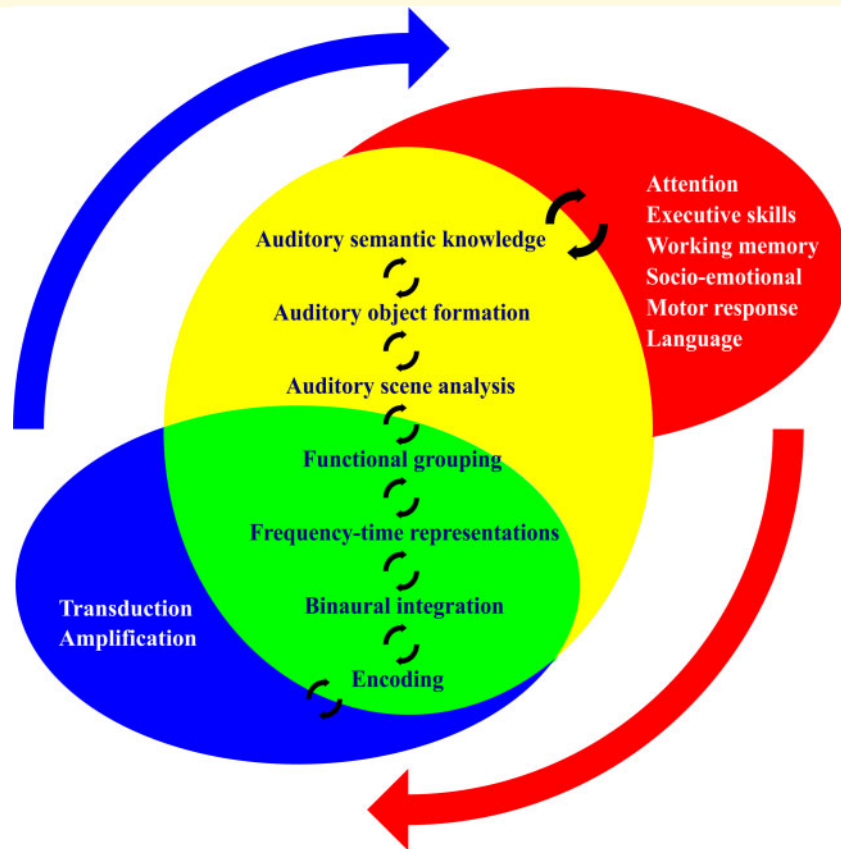 Attention
Executive skills
Working memory
Socio-emotional
Motor response
Language
Auditory semantic knowledge
Auditory object formation
Auditory scene analysis
Functional grouping
Frequency-time representations
Binaural integration
Encoding
Transduction
Amplification